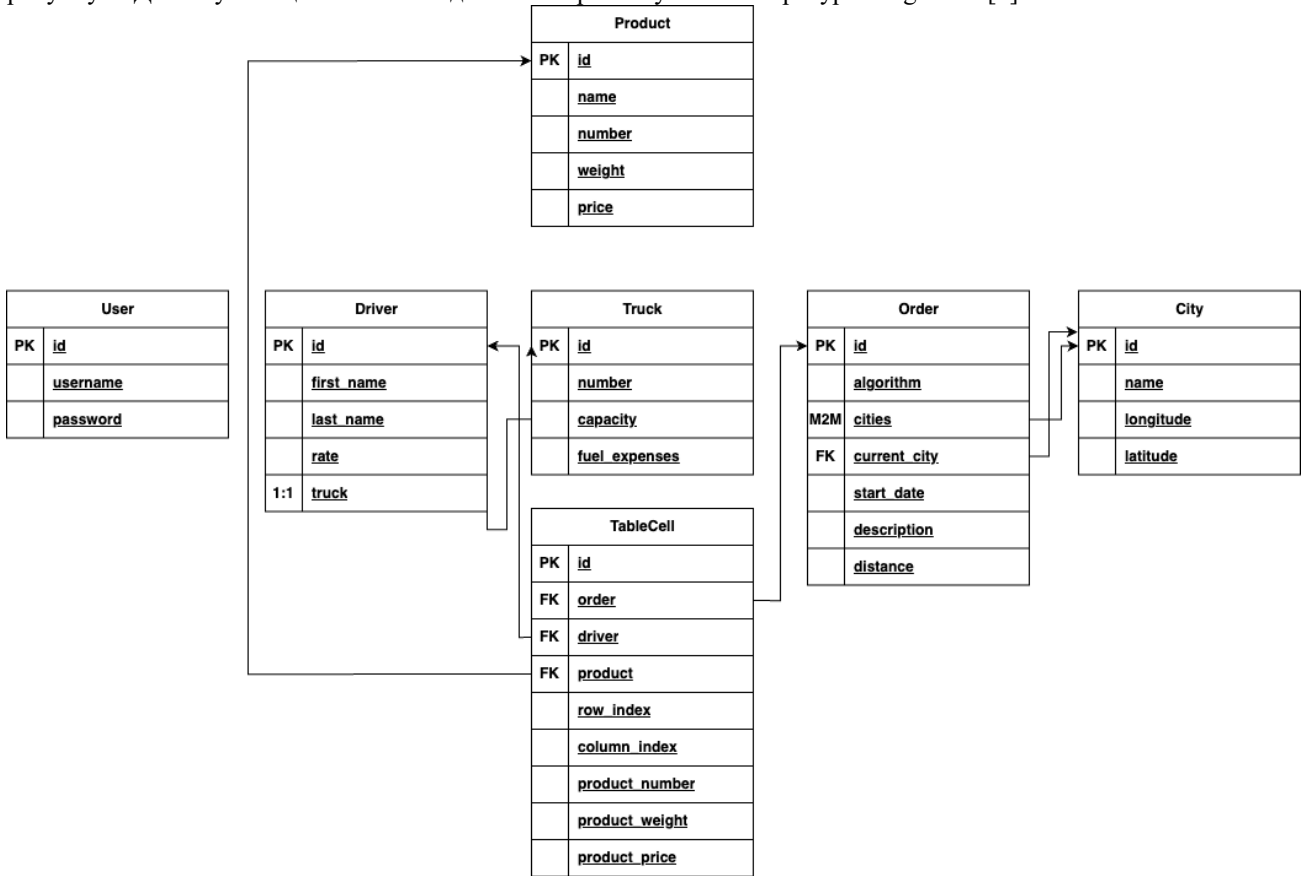 Product
PK id
name
number
weight
price
User
PK id
username
password
Driver
PK id
first_name
last_name
rate
1:1 truck
Truck
PK id
number
capacity
fuel_expenses
Order
PK id
algorithm
M2M cities
FK current_city
start_date
description
distance
City
PK id
name
longitude
latitude
TableCell
PK id
FK order
FK driver
FK product
row_index
column_index
product_number
product_weight
product_price